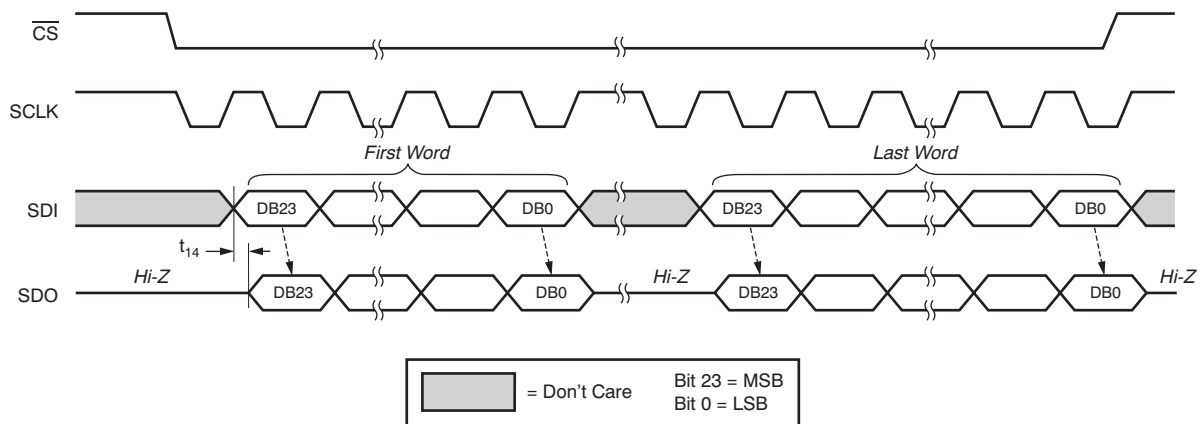 CS
SCLK
First Word
Last Word
SDI
DB23
DB0
DB23
DB0
t14
Hi-Z
Hi-Z
Hi-Z
SDO
DB23
DB0
DB23
DB0
= Don't Care
Bit 23 = MSB
Bit 0 = LSB